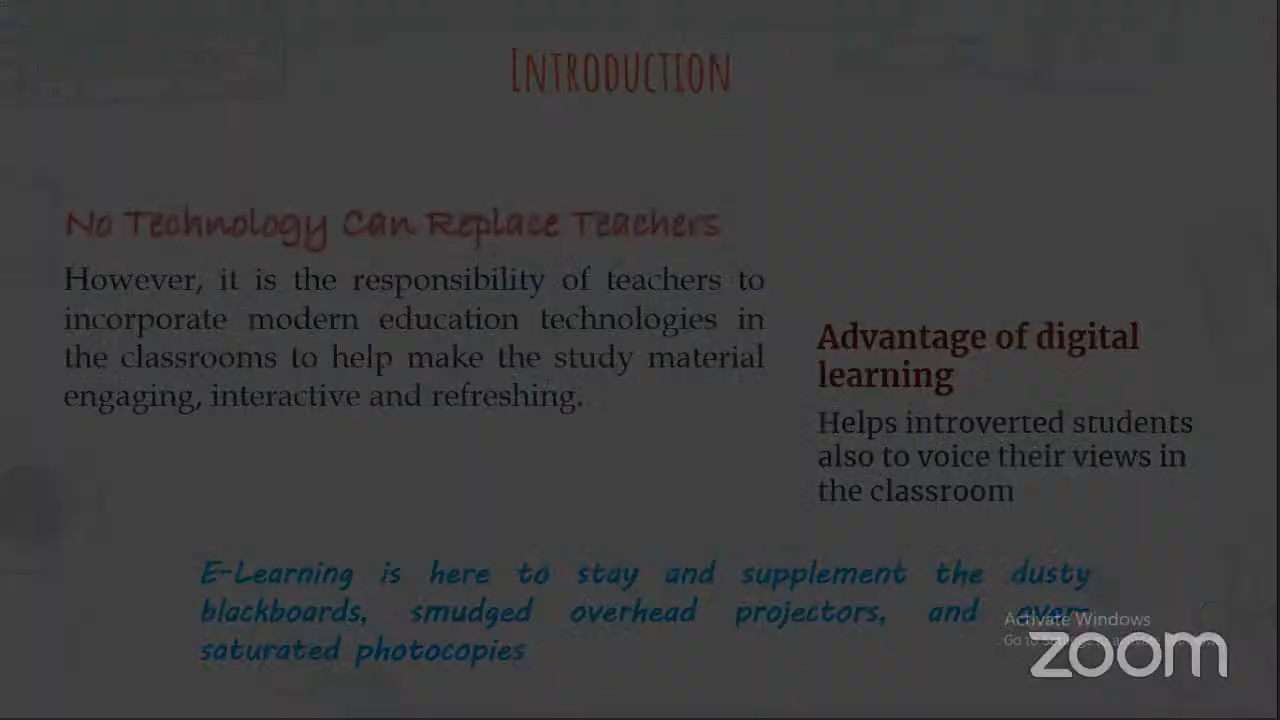 Introduction
No Technology Can Replace Teachers
However, it is the responsibility of teachers to
incorporate modern education technologies in
the classrooms to help make the study material
engaging, interactive and refreshing.
Advantage of digital
learning
Helps introverted students
also to voice their views in
the classroom
E-Learning is here to stay and supplement the dusty
blackboards, smudged overhead projectors, and over-
saturated photocopies
Activate Windows
Go to
zoom